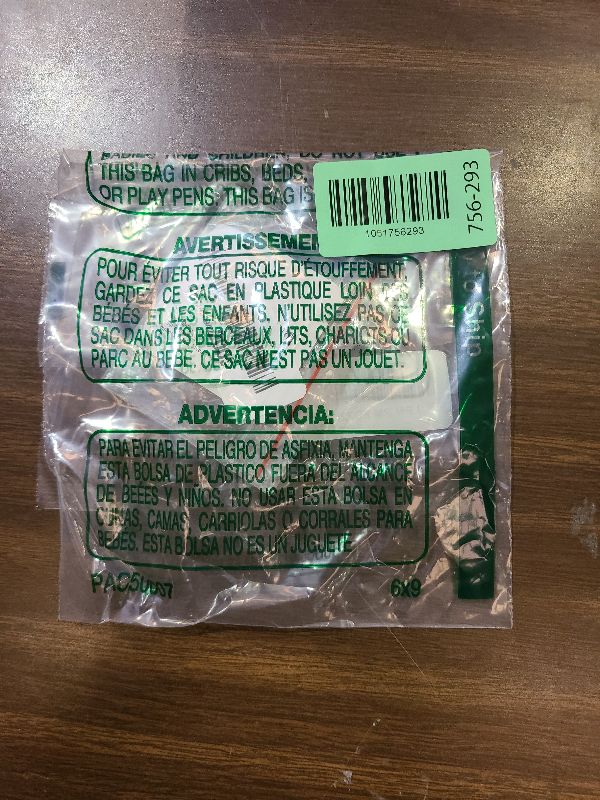 THIS BAG IN CRIBS, BEDS,
OR PLAY PENS. THIS BAG IS
1051756293
756-293
AVERTISSEMEN
POUR ÉVITER TOUT RISQUE D'ÉTOUFFEMENT,
GARDEZ CE SAC EN PLASTIQUE LOIN DES
BÉBÉS ET LES ENFANTS. N'UTILISEZ PAS CE
SAC DANS LES BERCEAUX, LITS, CHARIOTS OU
PARC AU BÉBÉ. CE SAC N'EST PAS UN JOUET.
ADVERTENCIA:
PARA EVITAR EL PELIGRO DE ASFIXIA, MANTENGA
ESTA BOLSA DE PLASTICO FUERA DEL ALCANCE
DE BEBES Y NINOS. NO USAR ESTA BOLSA EN
CUNAS, CAMAS, CARRIOLAS O CORRALES PARA
BEBES. ESTA BOLSA NO ES UN JUGUETE
6x9
Ship